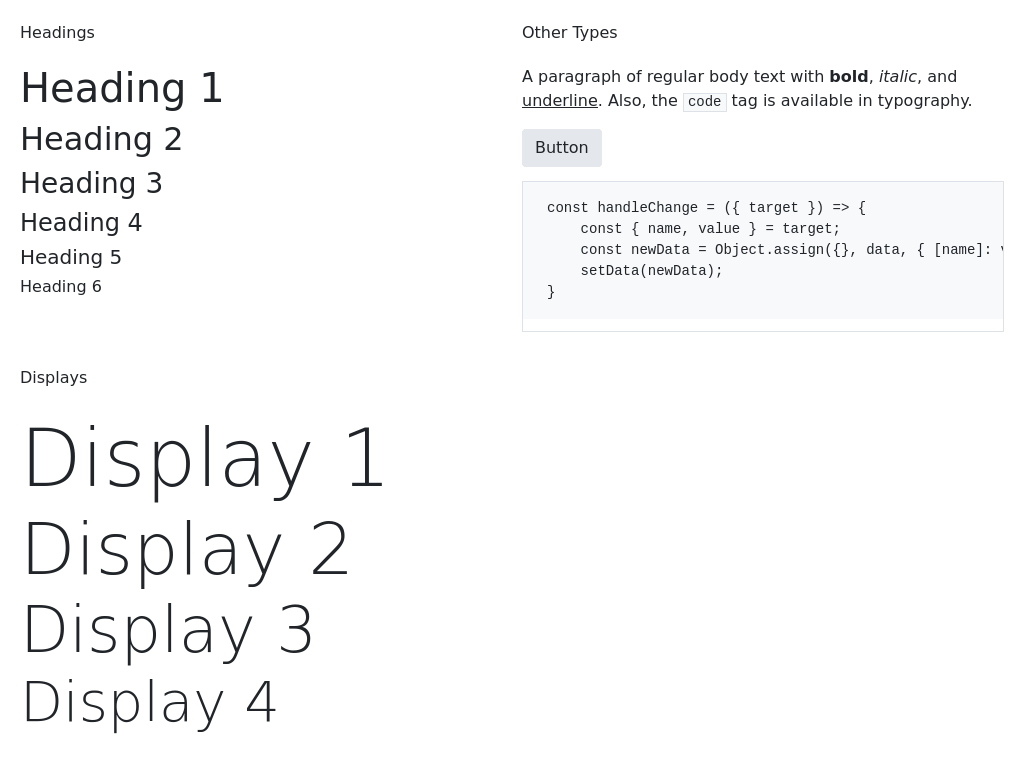 Headings
Heading 1
Heading 2
Heading 3
Heading 4
Heading 5
Heading 6
Other Types
A paragraph of regular body text with bold, italic, and
underline. Also, the code tag is available in typography.
Button
const handleChange = ({ target }) => {
    const { name, value } = target;
    const newData = Object.assign({}, data, { [name]:
    setData(newData);
}
Displays
Display 1
Display 2
Display 3
Display 4